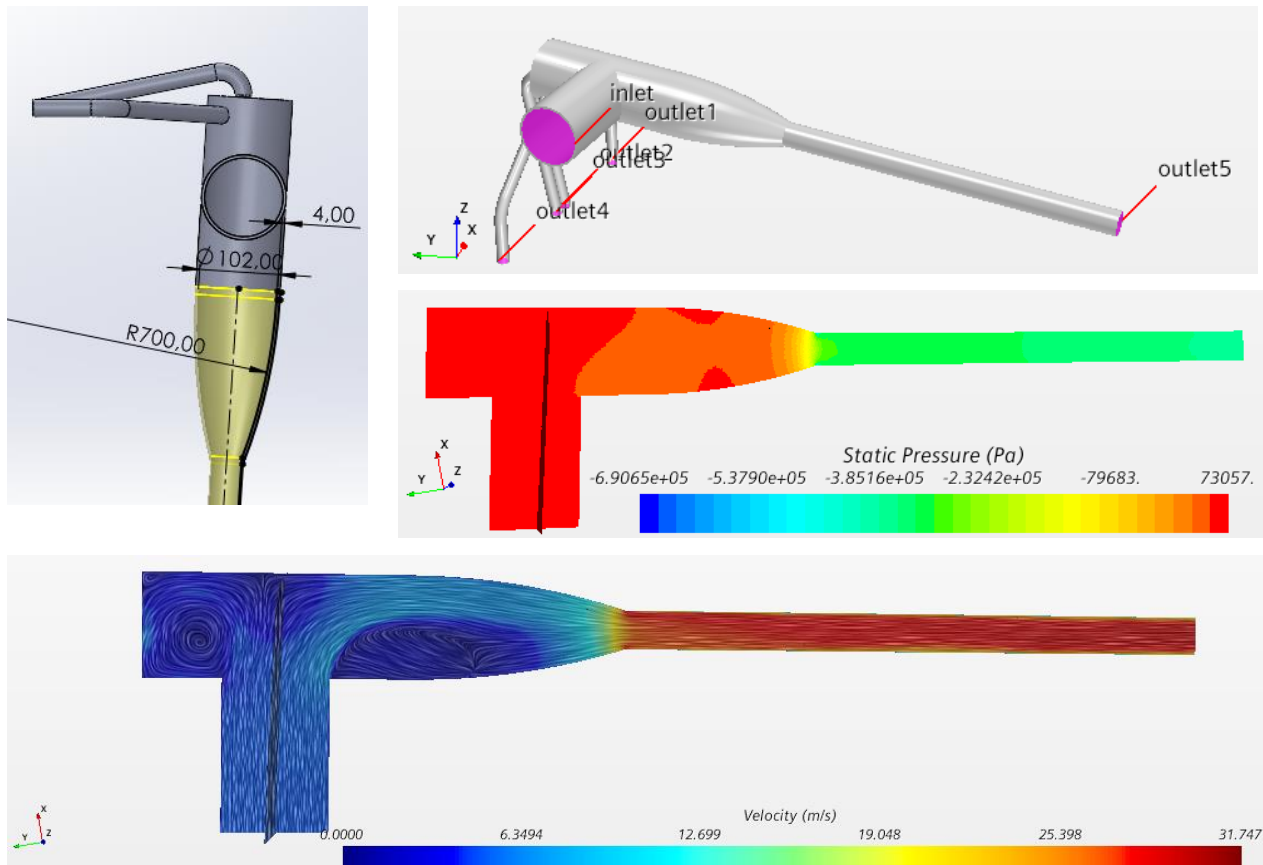 4,00
Ø102,00
R700,00
inlet
outlet1
outlet2
outlet3
outlet4
outlet5
Z
X
Y
X
Z
Y
Static Pressure (Pa)
-6.9065e+05 -5.3790e+05 -3.8516e+05 -2.3242e+05 -79683. 73057.
X
Y
Z
Velocity (m/s)
0.0000 6.3494 12.699 19.048 25.398 31.747